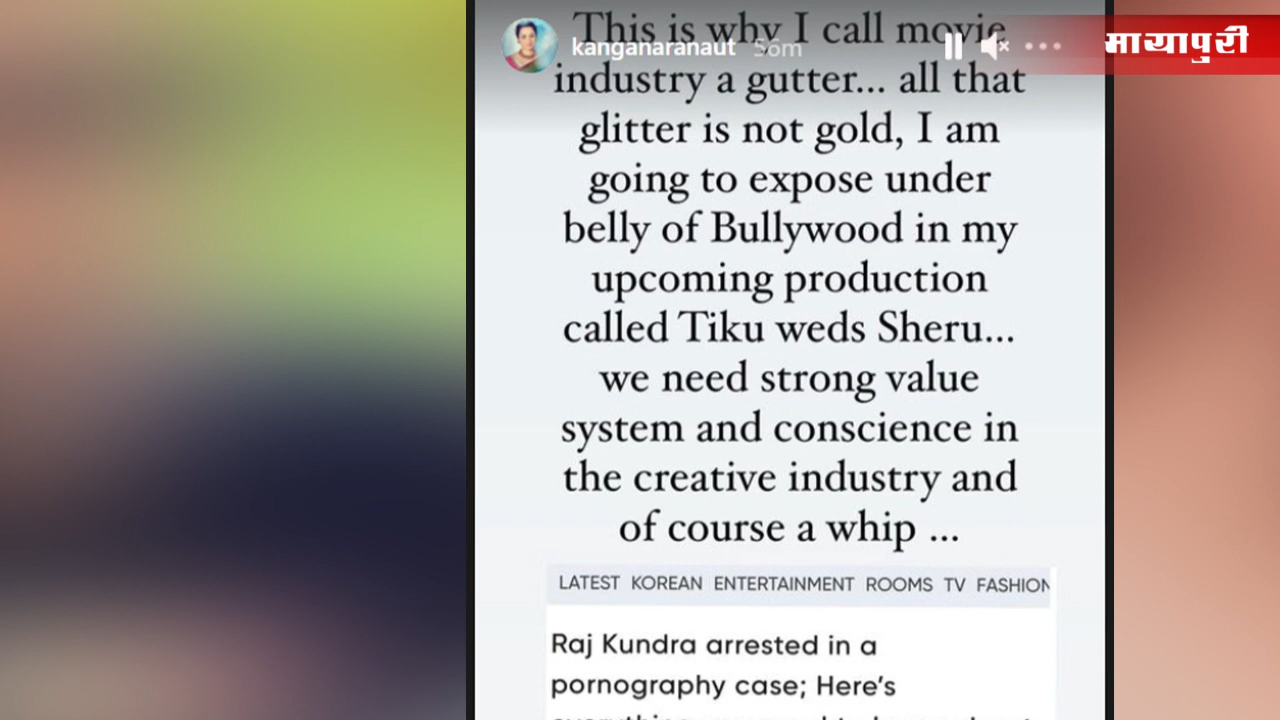 This is why I call movie
kanganaranaut 50m
मायापुरी
industry a gutter... all that
glitter is not gold, I am
going to expose under
belly of Bullywood in my
upcoming production
called Tiku weds Sheru...
we need strong value
system and conscience in
the creative industry and
of course a whip ...
LATEST KOREAN ENTERTAINMENT ROOMS TV FASHION
Raj Kundra arrested in a
pornography case; Here's